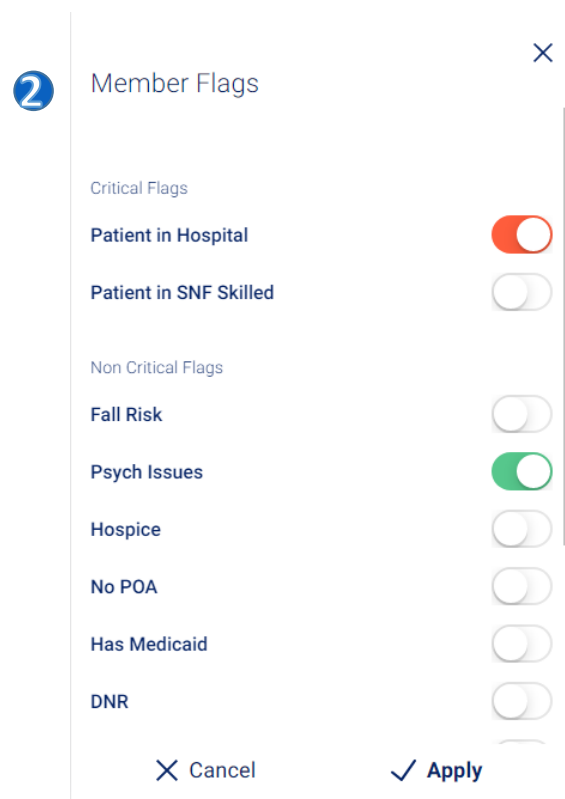 2
Member Flags
Critical Flags
Patient in Hospital
Patient in SNF Skilled
Non Critical Flags
Fall Risk
Psych Issues
Hospice
No POA
Has Medicaid
DNR
Cancel
Apply